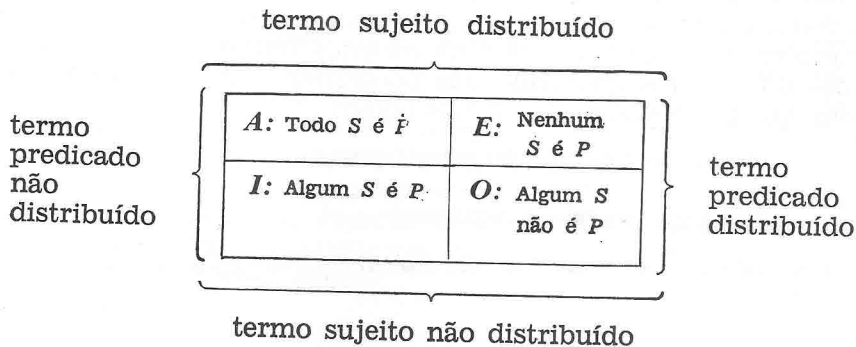 termo sujeito distribuído
termo
predicado
não
distribuído
A: Todo S é P
E: Nenhum
S é P
I: Algum S é P
O: Algum S
não é P
termo
predicado
distribuído
termo sujeito não distribuído